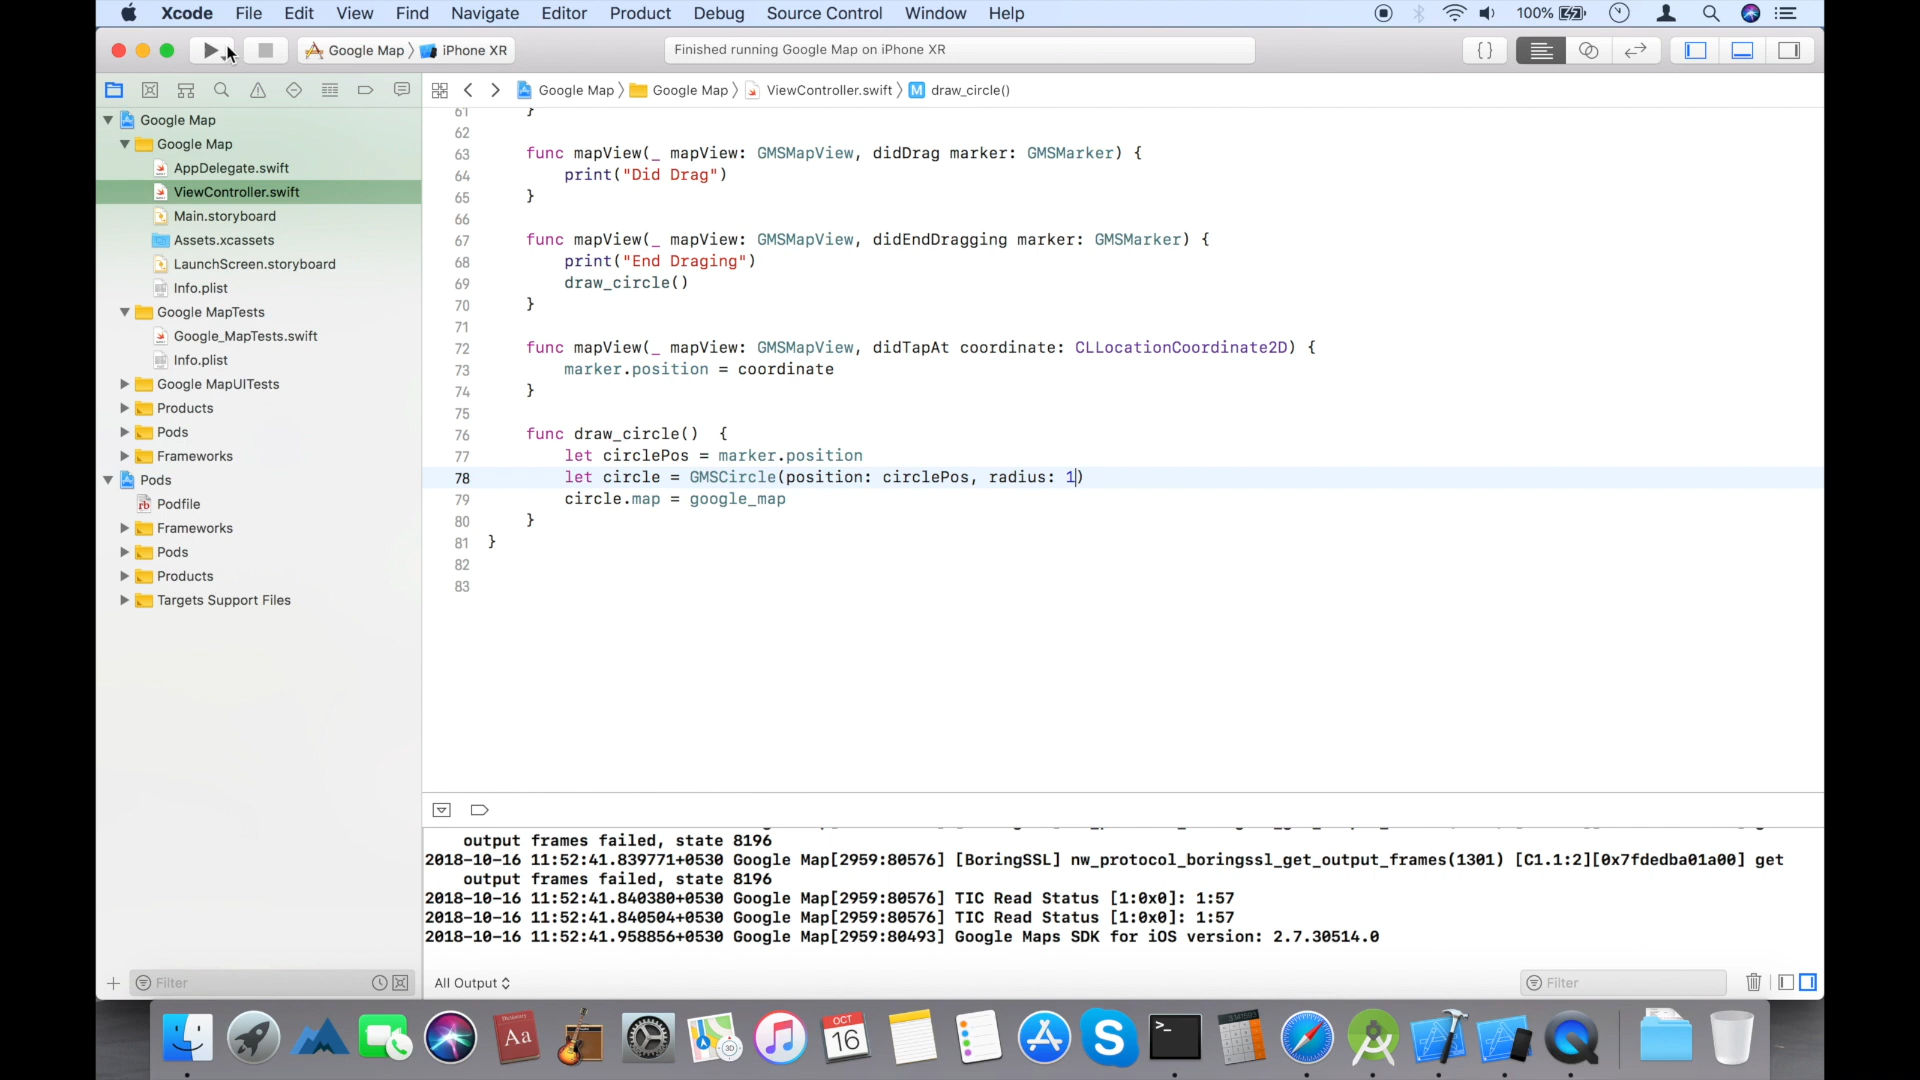 Xcode File Edit View Find Navigate Editor Product Debug Source Control Window Help 100%
Google Map iPhone XR
Finished running Google Map on iPhone XR
{ }
Google Map Google Map ViewController.swift M draw_circle()
Google Map
Google Map
AppDelegate.swift
ViewController.swift
Main.storyboard
Assets.xcassets
LaunchScreen.storyboard
Info.plist
Google MapTests
Google_MapTests.swift
Info.plist
Google MapUITests
Products
Pods
Frameworks
Pods
Podfile
Frameworks
Pods
Products
Targets Support Files
Filter
61 }
62
63 func mapView(_ mapView: GMSMapView, didDrag marker: GMSMarker) {
64 print("Did Drag")
65 }
66
67 func mapView(_ mapView: GMSMapView, didEndDragging marker: GMSMarker) {
68 print("End Draging")
69 draw_circle()
70 }
71
72 func mapView(_ mapView: GMSMapView, didTapAt coordinate: CLLocationCoordinate2D) {
73 marker.position = coordinate
74 }
75
76 func draw_circle()  {
77 let circlePos = marker.position
78 let circle = GMSCircle(position: circlePos, radius: 1)
79 circle.map = google_map
80 }
81 }
82
83
output frames failed, state 8196
2018-10-16 11:52:41.839771+0530 Google Map[2959:80576] [BoringSSL] nw_protocol_boringssl_get_output_frames(1301) [C1.1:2][0x7fdedba01a00] get
output frames failed, state 8196
2018-10-16 11:52:41.840380+0530 Google Map[2959:80576] TIC Read Status [1:0x0]: 1:57
2018-10-16 11:52:41.840504+0530 Google Map[2959:80576] TIC Read Status [1:0x0]: 1:57
2018-10-16 11:52:41.958856+0530 Google Map[2959:80493] Google Maps SDK for iOS version: 2.7.30514.0
All Output
Filter
Dictionary
Aa
3D
OCT
16